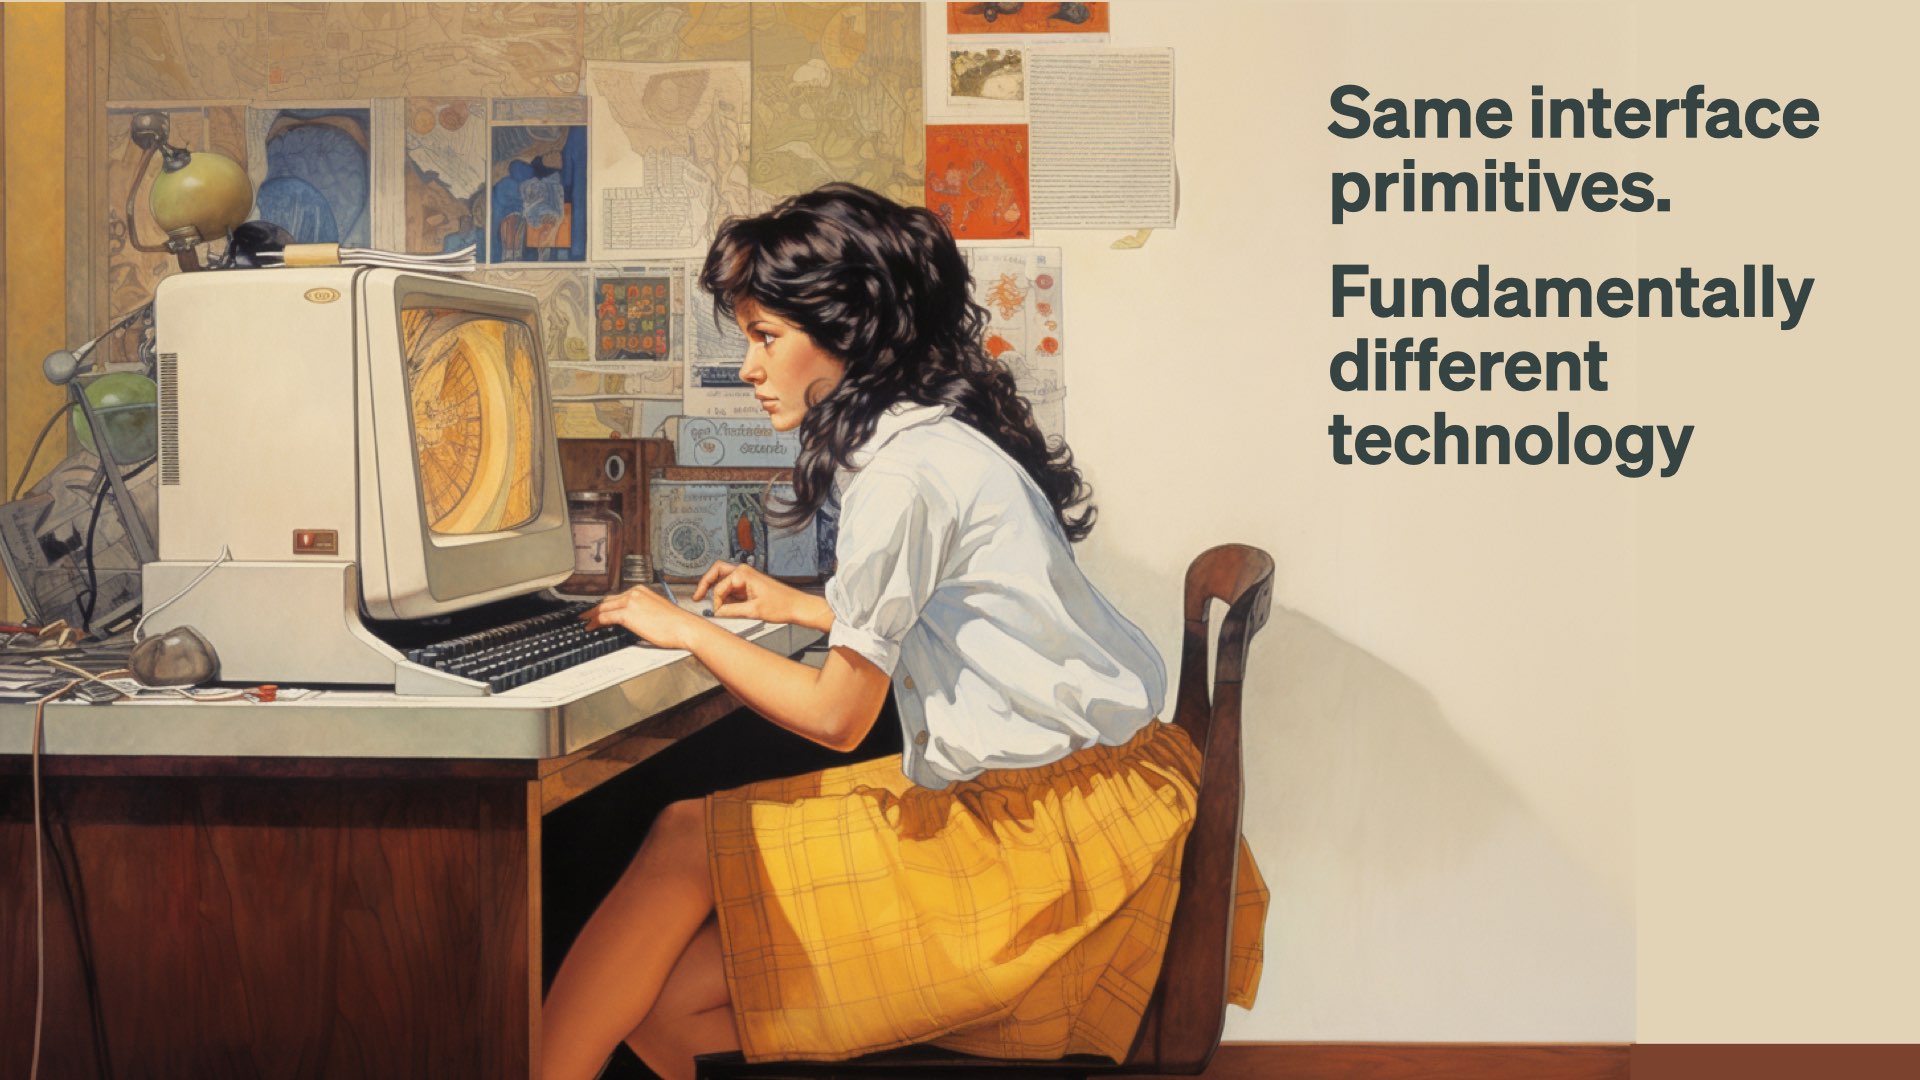 Same interface
primitives.
Fundamentally
different
technology